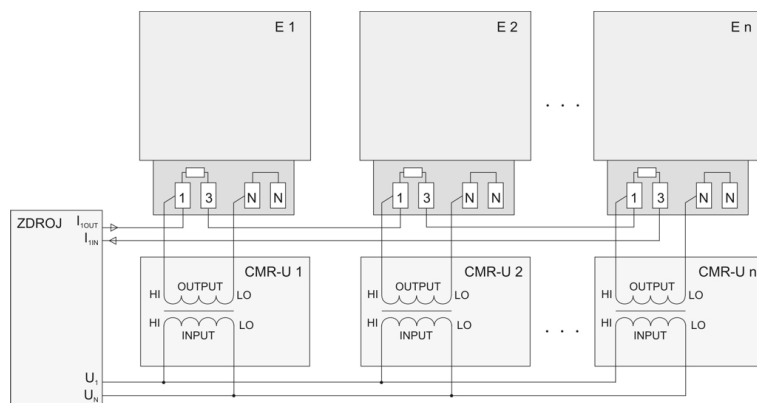 E 1
E 2
E n
. . .
1 3 N N
1 3 N N
1 3 N N
ZDROJ
I1OUT
I1IN
CMR-U 1
CMR-U 2
CMR-U n
HI OUTPUT LO
HI INPUT LO
HI OUTPUT LO
HI INPUT LO
. . .
HI OUTPUT LO
HI INPUT LO
U1
UN